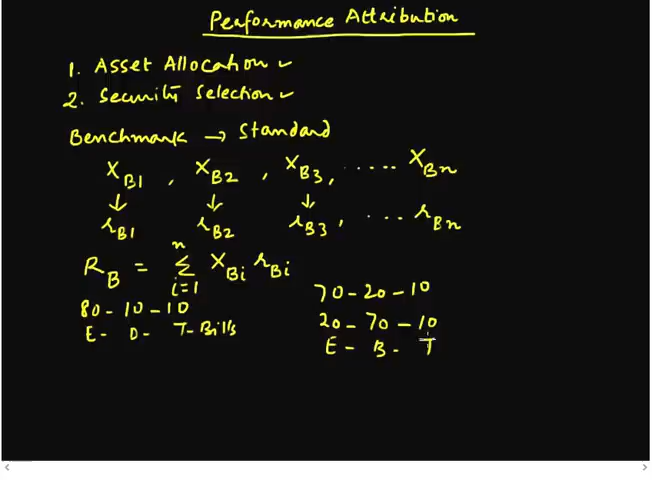 Performance Attribution
1. Asset Allocation ✓
2. Security Selection ✓
Benchmark → Standard
X_B1 , X_B2 , X_B3 , ..... X_Bn
↓ ↓ ↓
r_B1 r_B2 r_B3 , ... r_Bn
R_B = n Σ i=1 X_Bi r_Bi
70 - 20 - 10
80 - 10 - 10
20 - 70 - 10
E - D - T-Bills
E - B - T